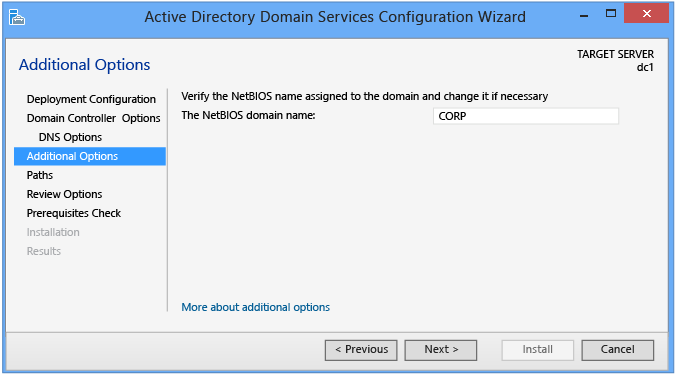 Active Directory Domain Services Configuration Wizard
Additional Options
TARGET SERVER
dc1
Deployment Configuration
Domain Controller Options
DNS Options
Additional Options
Paths
Review Options
Prerequisites Check
Installation
Results
Verify the NetBIOS name assigned to the domain and change it if necessary
The NetBIOS domain name: CORP
More about additional options
< Previous Next > Install Cancel